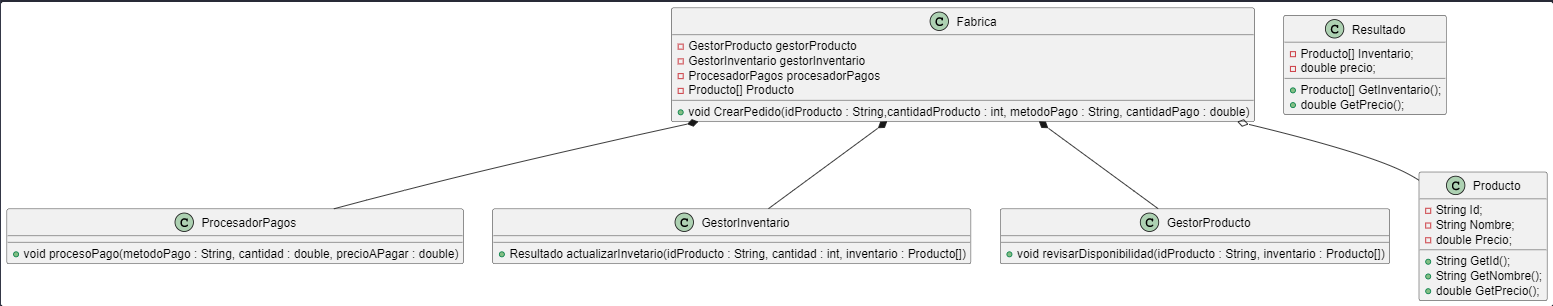 C Fabrica
GestorProducto gestorProducto
GestorInventario gestorInventario
ProcesadorPagos procesadorPagos
Producto[] Producto
void CrearPedido(idProducto : String,cantidadProducto : int, metodoPago : String, cantidadPago : double)
C Resultado
Producto[] Inventario;
double precio;
Producto[] GetInventario();
double GetPrecio();
C ProcesadorPagos
void procesoPago(metodoPago : String, cantidad : double, precioAPagar : double)
C GestorInventario
Resultado actualizarInvetario(idProducto : String, cantidad : int, inventario : Producto[])
C GestorProducto
void revisarDisponibilidad(idProducto : String, inventario : Producto[])
C Producto
String Id;
String Nombre;
double Precio;
String GetId();
String GetNombre();
double GetPrecio();